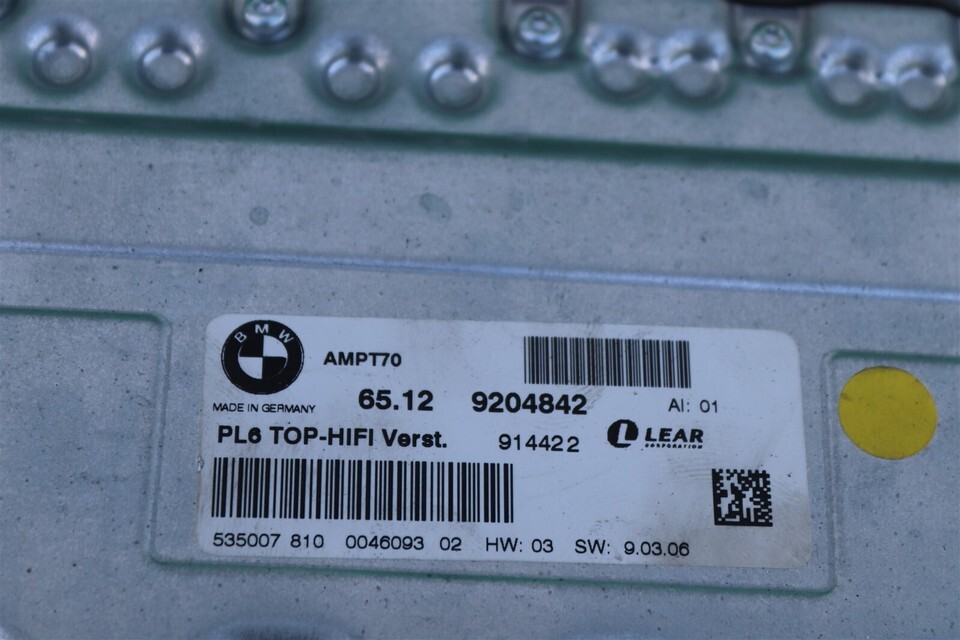 BMW
AMPT70
MADE IN GERMANY
65.12 9204842
AI: 01
PL6 TOP-HIFI Verst.
914422
LEAR
CORPORATION
535007 810 0046093 02 HW: 03 SW: 9.03.06